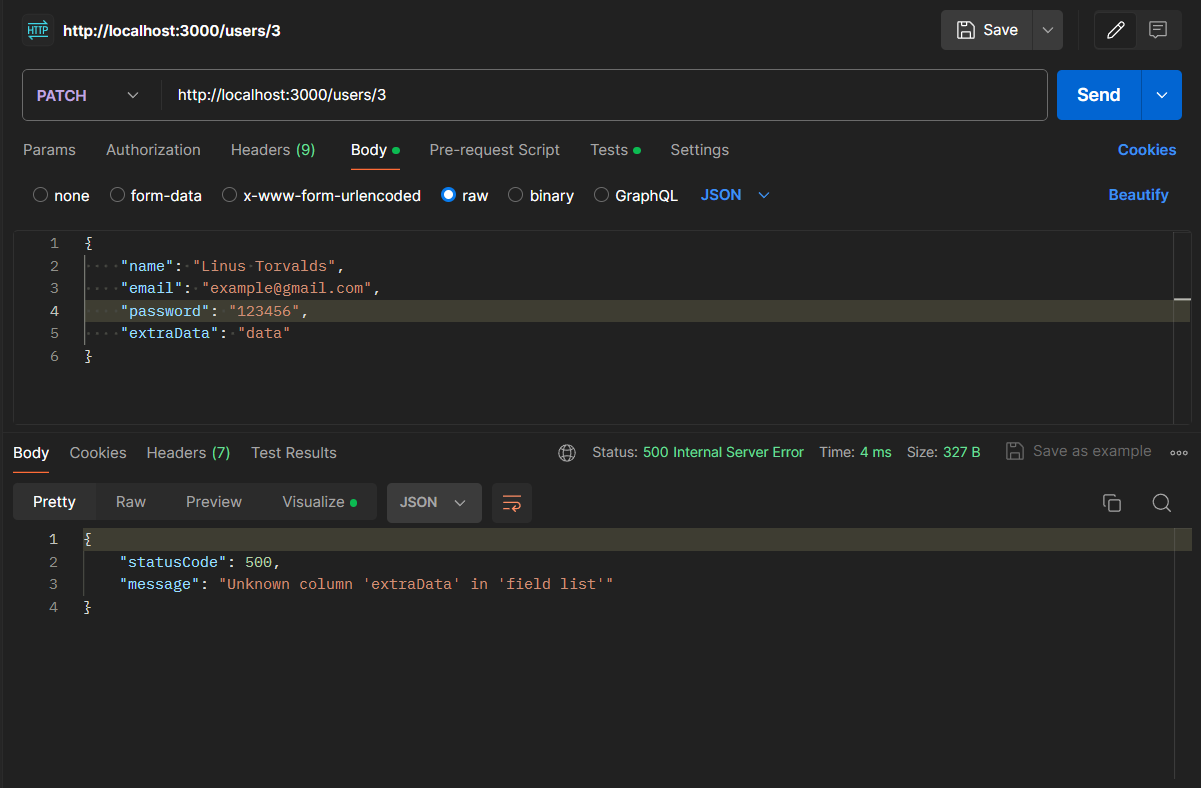 HTTP http://localhost:3000/users/3 Save
PATCH http://localhost:3000/users/3 Send
Params Authorization Headers (9) Body Pre-request Script Tests Settings Cookies
none form-data x-www-form-urlencoded raw binary GraphQL JSON Beautify
1 {
2 ····"name":·"Linus·Torvalds",
3 ····"email":·"example@gmail.com",
4 ····"password":·"123456",
5 ····"extraData":·"data"
6 }
Body Cookies Headers (7) Test Results Status: 500 Internal Server Error Time: 4 ms Size: 327 B Save as example
Pretty Raw Preview Visualize JSON
1 {
2 "statusCode": 500,
3 "message": "Unknown column 'extraData' in 'field list'"
4 }